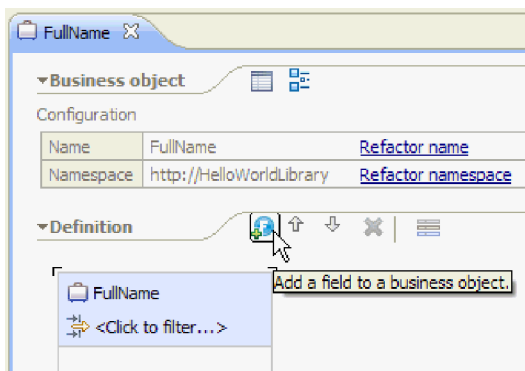 FullName
Business object
Configuration
Name FullName Refactor name
Namespace http://HelloWorldLibrary Refactor namespace
Definition
Add a field to a business object.
FullName
<Click to filter...>